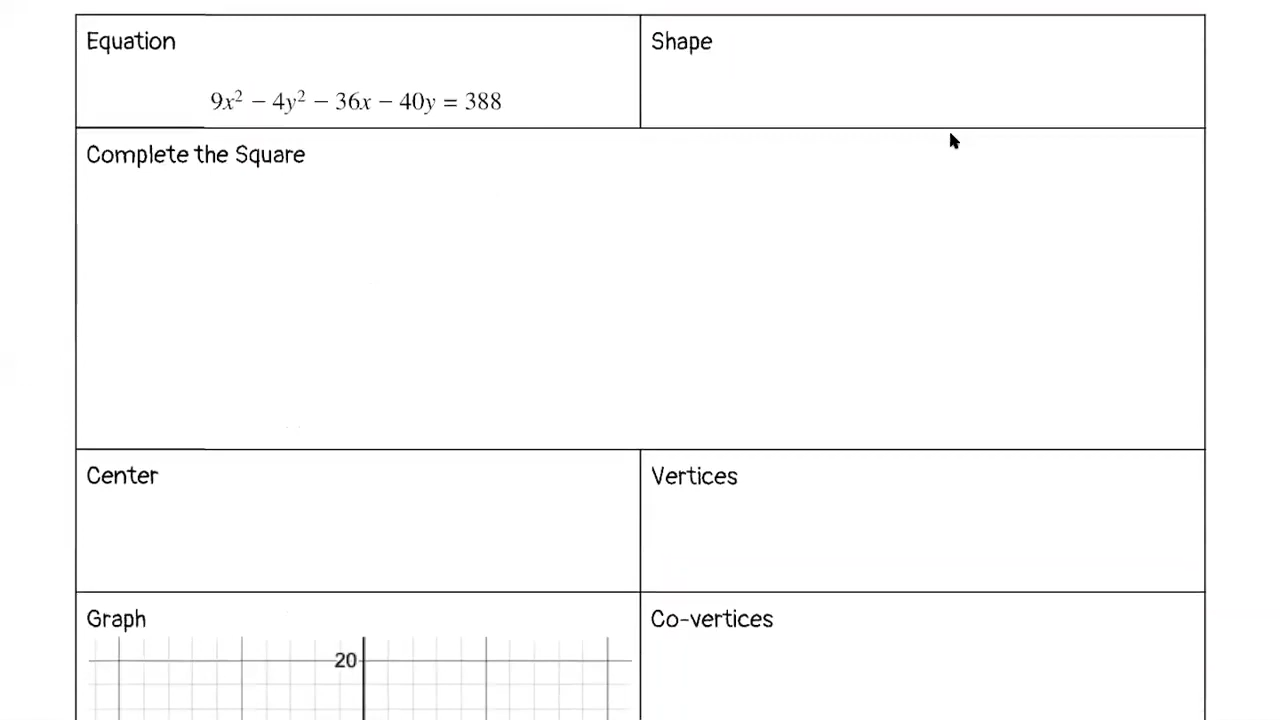 Equation
Shape
9x² − 4y² − 36x − 40y = 388
Complete the Square
Center
Vertices
Graph
Co-vertices
20